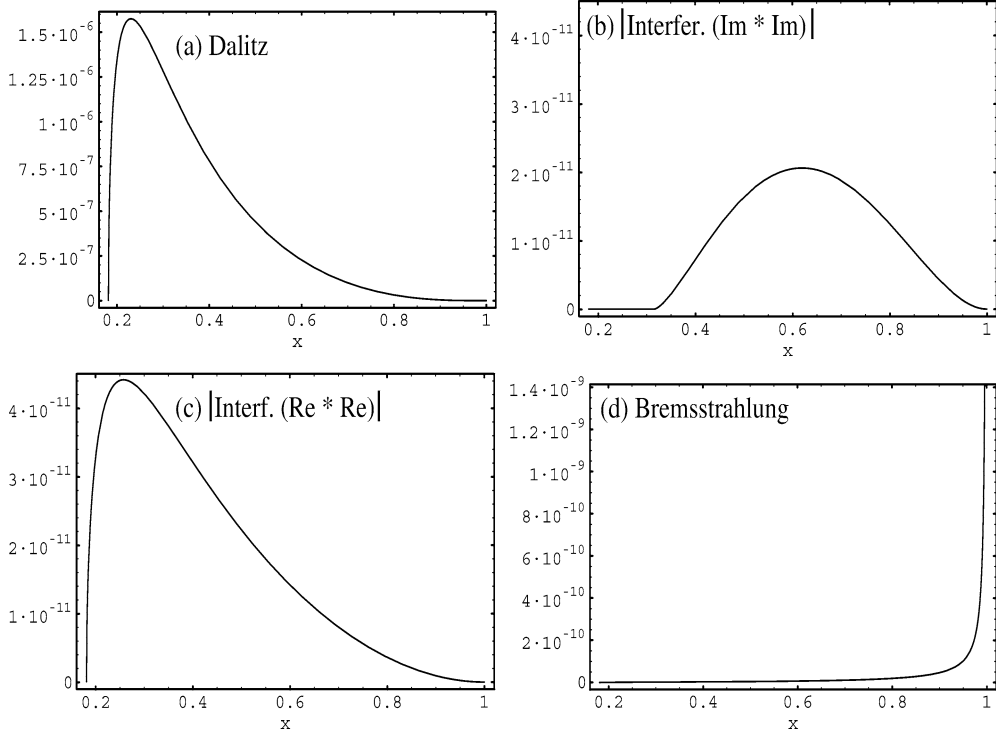 (a) Dalitz
1.5·10⁻⁶
1.25·10⁻⁶
1·10⁻⁶
7.5·10⁻⁷
5·10⁻⁷
2.5·10⁻⁷
0
0.2 0.4 0.6 0.8 1
x
(b) |Interfer. (Im * Im)|
4·10⁻¹¹
3·10⁻¹¹
2·10⁻¹¹
1·10⁻¹¹
0
0.2 0.4 0.6 0.8 1
x
(c) |Interf. (Re * Re)|
4·10⁻¹¹
3·10⁻¹¹
2·10⁻¹¹
1·10⁻¹¹
0
0.2 0.4 0.6 0.8 1
x
(d) Bremsstrahlung
1.4·10⁻⁹
1.2·10⁻⁹
1·10⁻⁹
8·10⁻¹⁰
6·10⁻¹⁰
4·10⁻¹⁰
2·10⁻¹⁰
0
0.2 0.4 0.6 0.8 1
x